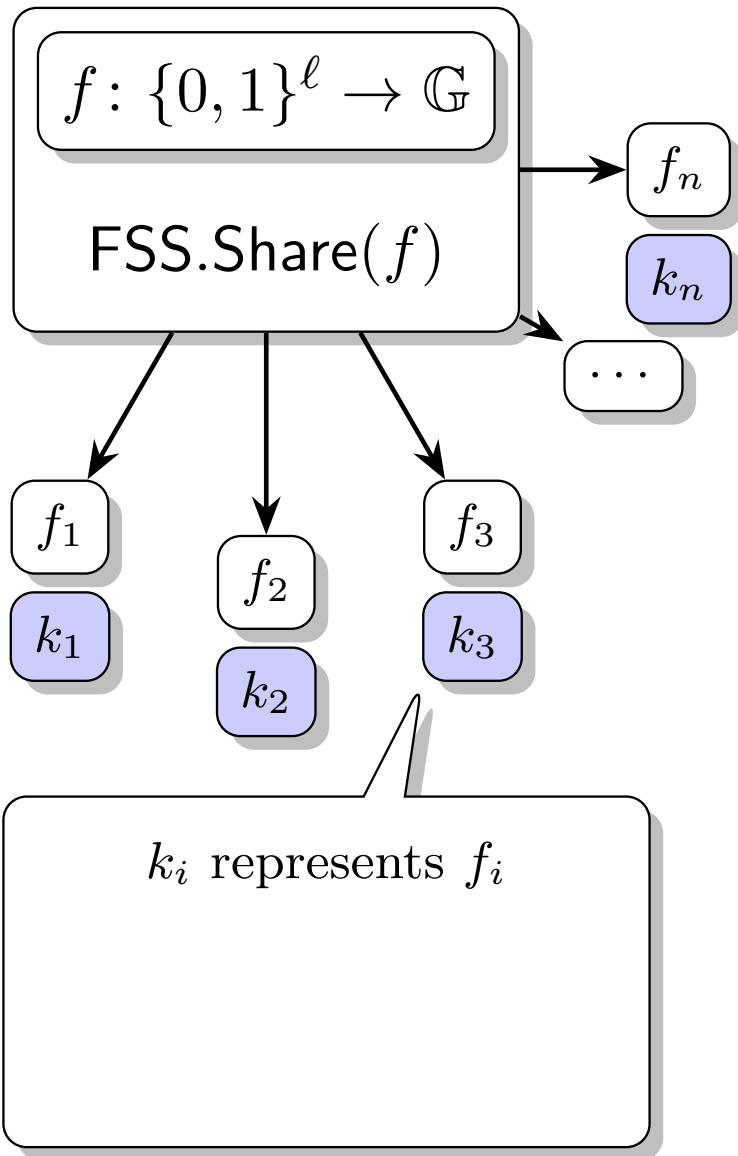 f : {0, 1}^ℓ → 𝔾
FSS.Share(f)
f_n
k_n
···
f_1
k_1
f_2
k_2
f_3
k_3
k_i represents f_i